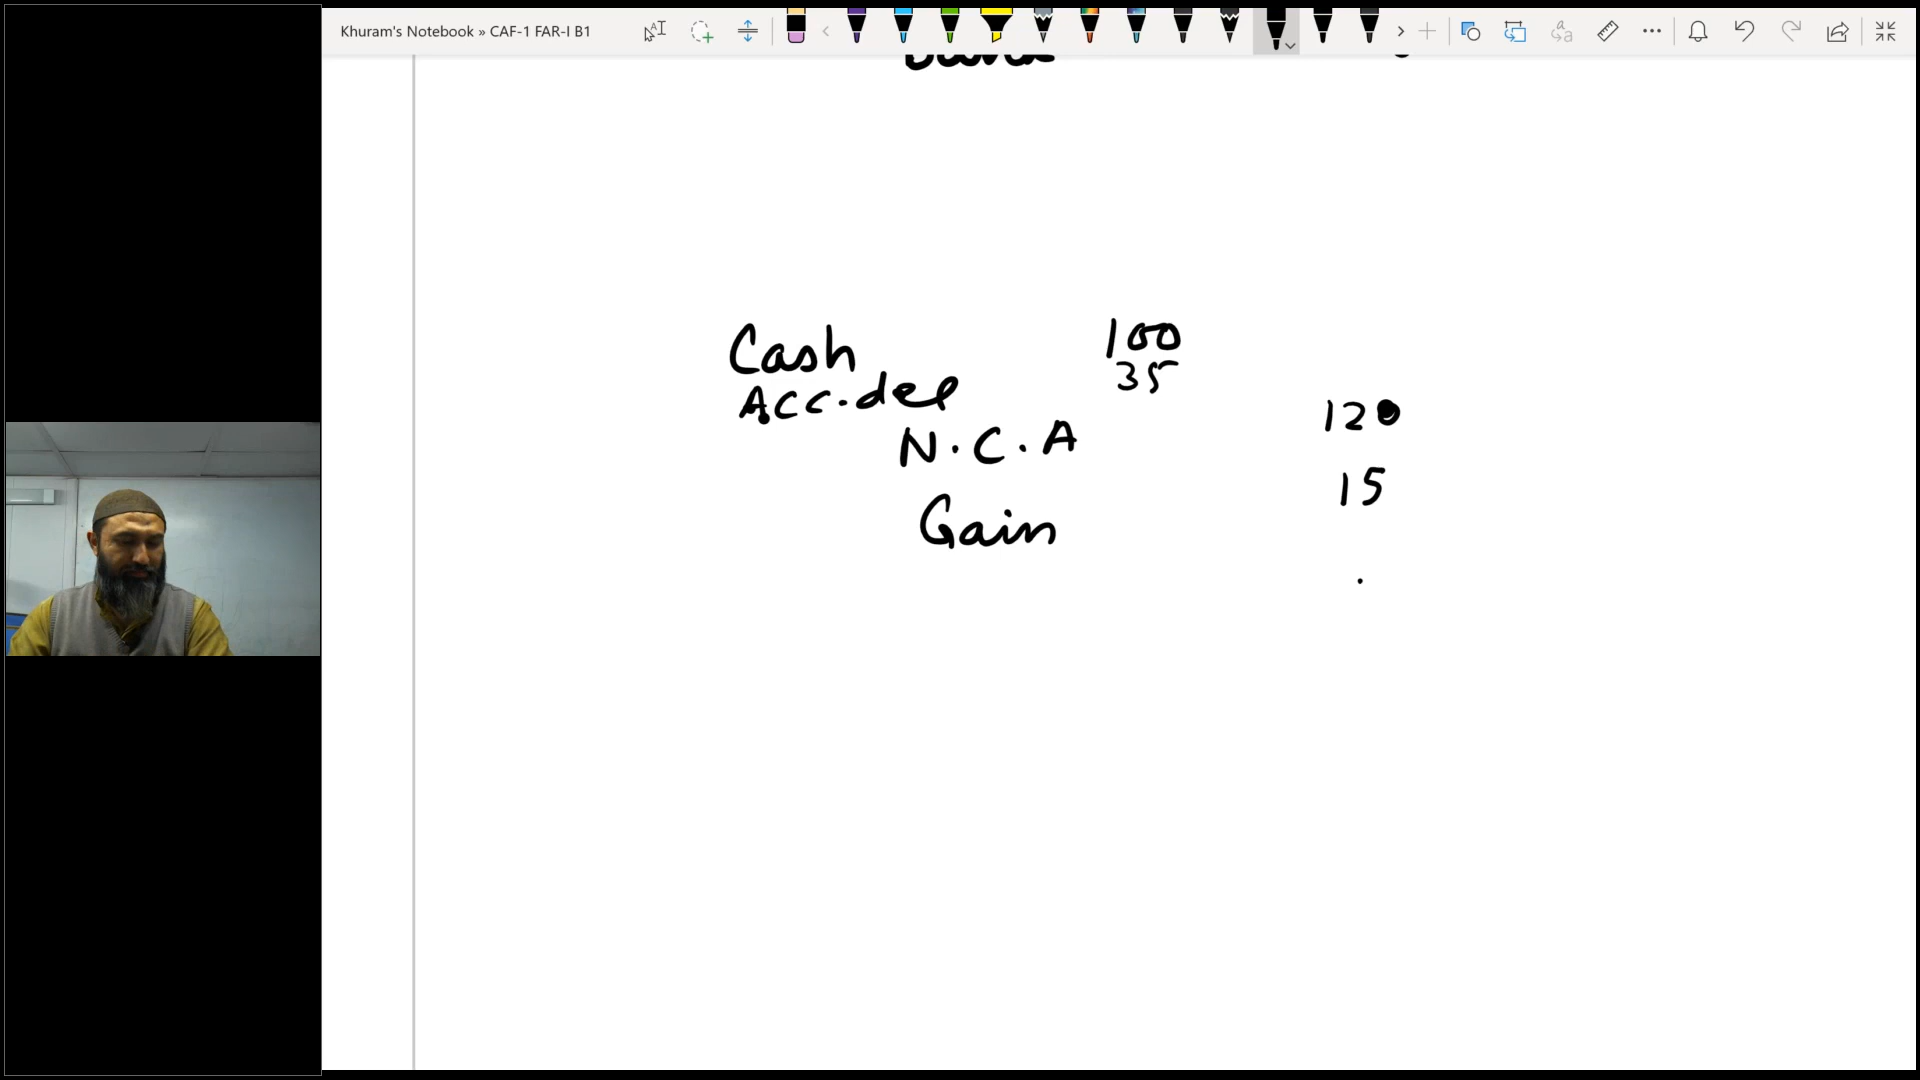 Khuram's Notebook » CAF-1 FAR-I B1
Cash 100
Acc.dep 35
N.C.A 120
Gain 15